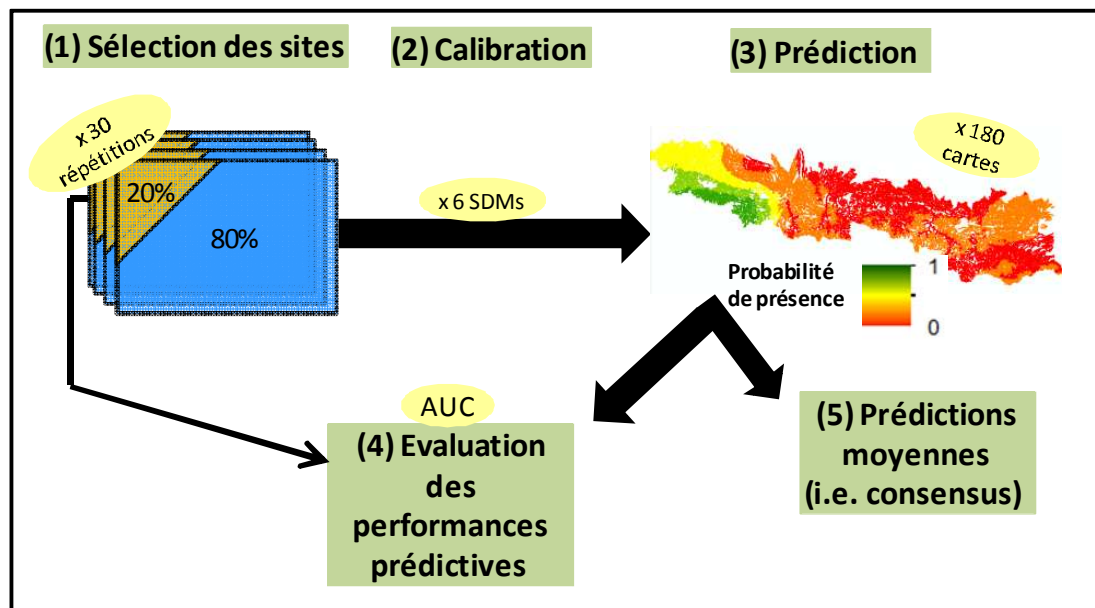 (1) Sélection des sites
(2) Calibration
(3) Prédiction
x 30
répétitions
20%
80%
x 6 SDMs
x 180
cartes
Probabilité
de présence
1
0
AUC
(4) Evaluation
des
performances
prédictives
(5) Prédictions
moyennes
(i.e. consensus)